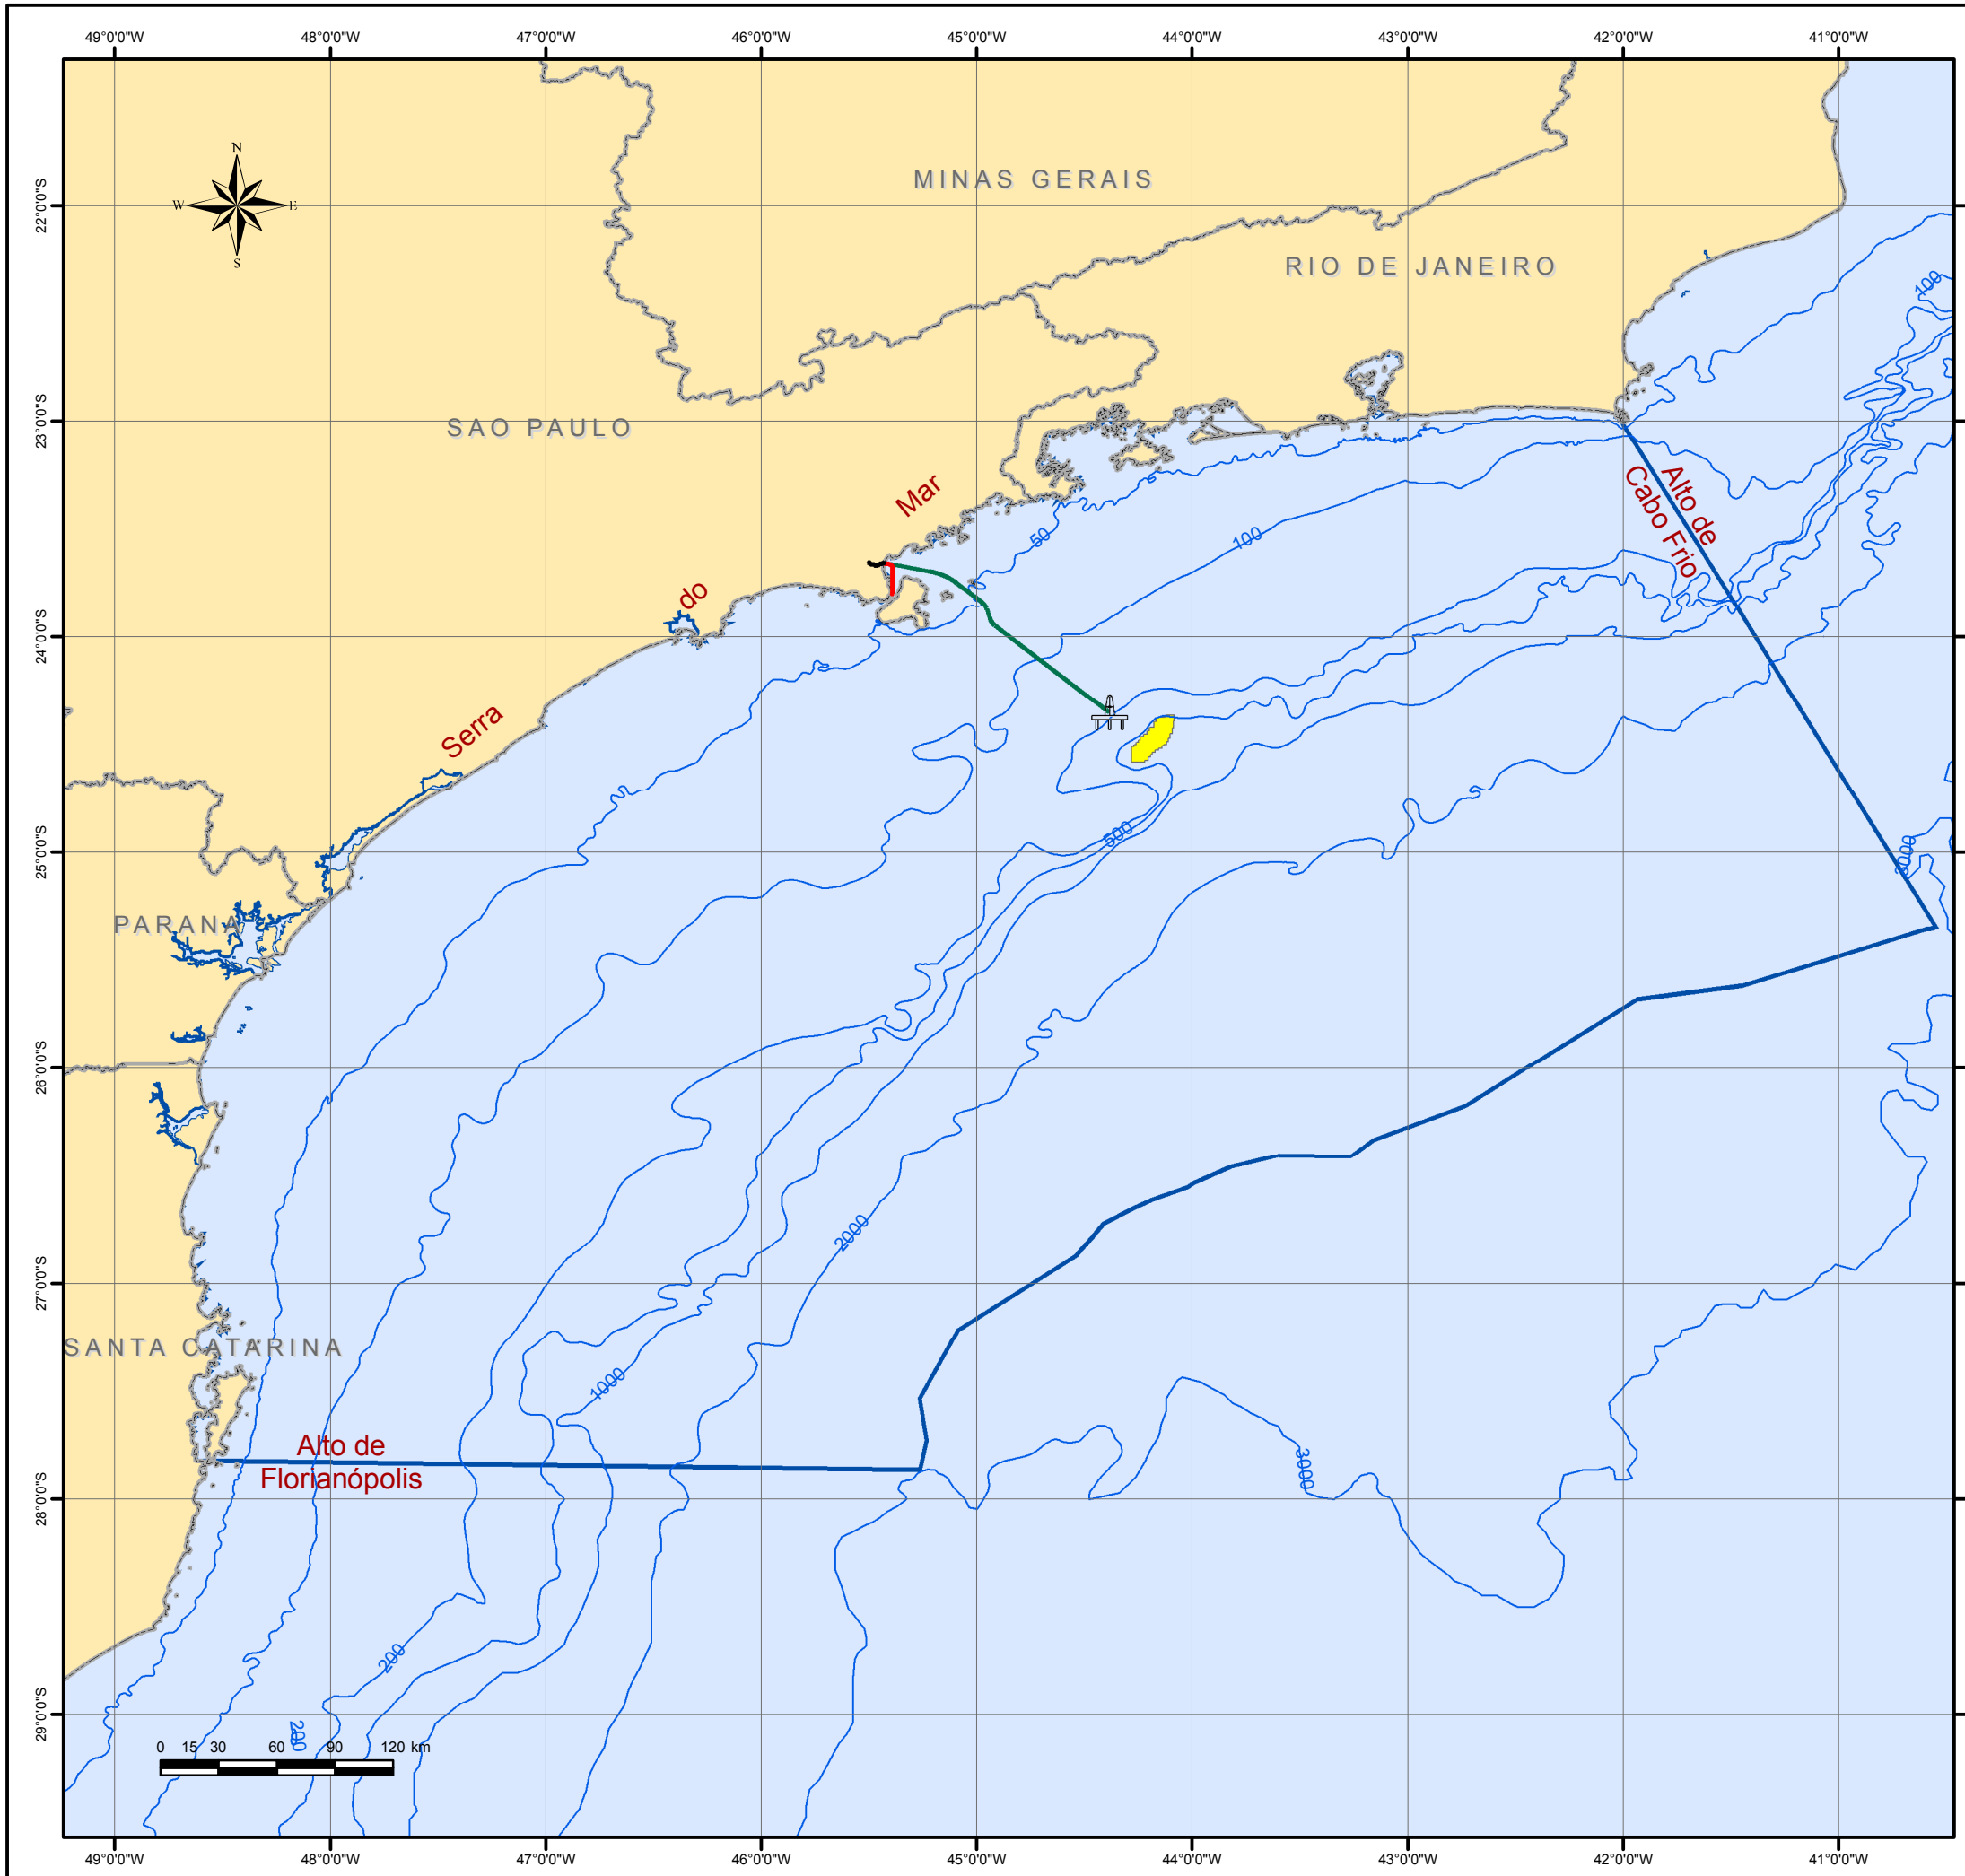 49°0'0"W 48°0'0"W 47°0'0"W 46°0'0"W 45°0'0"W 44°0'0"W 43°0'0"W 42°0'0"W 41°0'0"W
N
W E
S
22°0'0"S
MINAS GERAIS
RIO DE JANEIRO
100
23°0'0"S
SAO PAULO
Mar
Alto de
Cabo Frio
50
100
do
24°0'0"S
Serra
500
25°0'0"S
3000
PARANA
26°0'0"S
2000
27°0'0"S
SANTA CATARINA
1000
Alto de
Florianópolis
3000
28°0'0"S
200
29°0'0"S
0 15 30 60 90 120 km
49°0'0"W 48°0'0"W 47°0'0"W 46°0'0"W 45°0'0"W 44°0'0"W 43°0'0"W 42°0'0"W 41°0'0"W